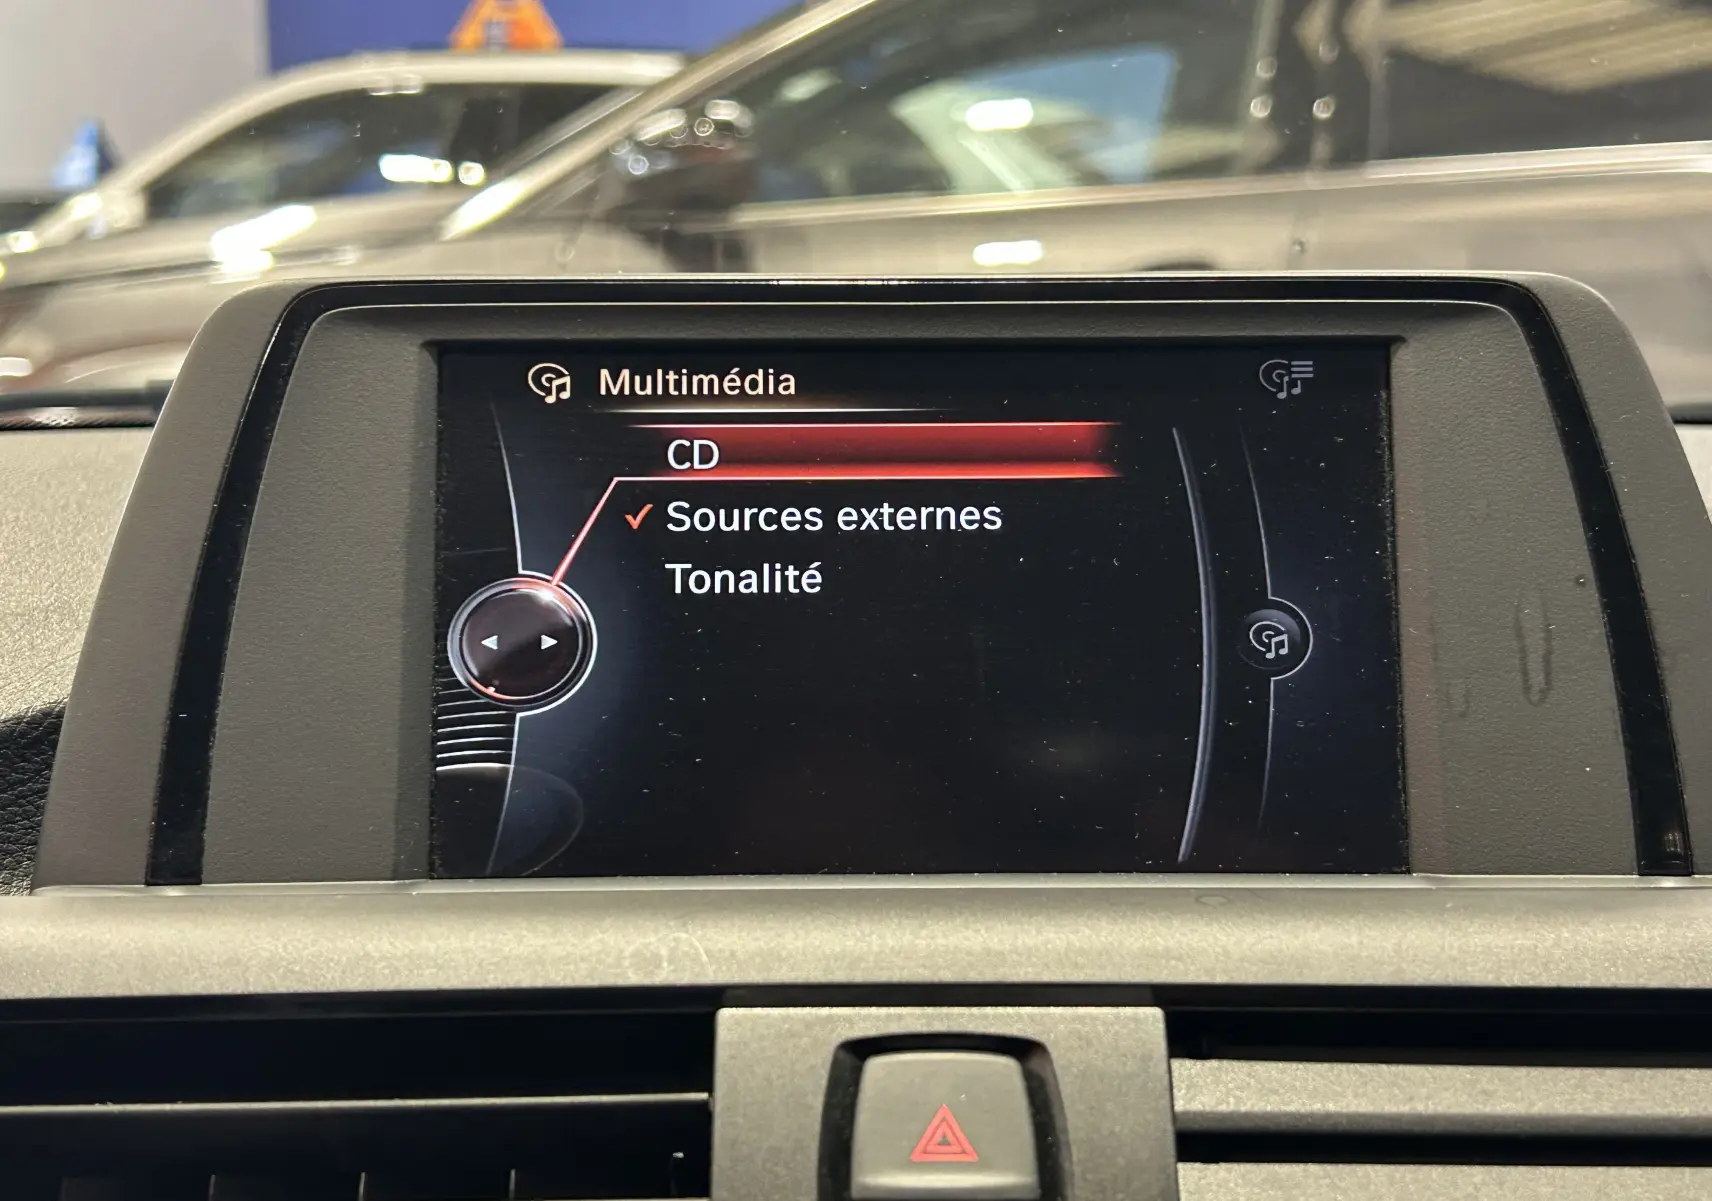 Multimédia
CD
✓ Sources externes
Tonalité